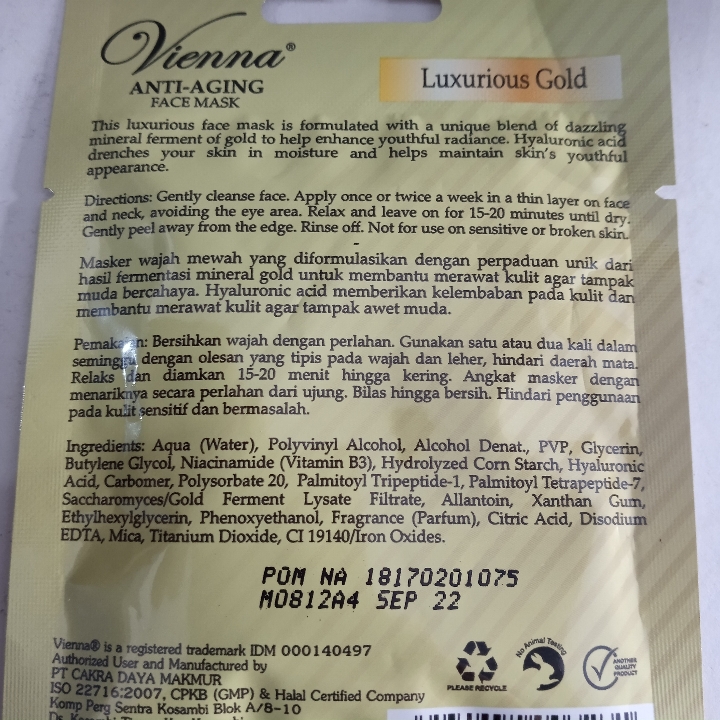 Vienna®
ANTI-AGING
FACE MASK
Luxurious Gold
This luxurious face mask is formulated with a unique blend of dazzling
mineral ferment of gold to help enhance youthful radiance. Hyaluronic acid
drenches your skin in moisture and helps maintain skin's youthful
appearance.
Directions: Gently cleanse face. Apply once or twice a week in a thin layer on face
and neck, avoiding the eye area. Relax and leave on for 15-20 minutes until dry.
Gently peel away from the edge. Rinse off. Not for use on sensitive or broken skin.
-
Masker wajah mewah yang diformulasikan dengan perpaduan unik dari
hasil fermentasi mineral gold untuk membantu merawat kulit agar tampak
muda bercahaya. Hyaluronic acid memberikan kelembaban pada kulit dan
membantu merawat kulit agar tampak awet muda.
Pemakaian: Bersihkan wajah dengan perlahan. Gunakan satu atau dua kali dalam
seminggu dengan olesan yang tipis pada wajah dan leher, hindari daerah mata.
Relaks dan diamkan 15-20 menit hingga kering. Angkat masker dengan
menariknya secara perlahan dari ujung. Bilas hingga bersih. Hindari penggunaan
pada kulit sensitif dan bermasalah.
Ingredients: Aqua (Water), Polyvinyl Alcohol, Alcohol Denat., PVP, Glycerin,
Butylene Glycol, Niacinamide (Vitamin B3), Hydrolyzed Corn Starch, Hyaluronic
Acid, Carbomer, Polysorbate 20, Palmitoyl Tripeptide-1, Palmitoyl Tetrapeptide-7,
Saccharomyces/Gold Ferment Lysate Filtrate, Allantoin, Xanthan Gum,
Ethylhexylglycerin, Phenoxyethanol, Fragrance (Parfum), Citric Acid, Disodium
EDTA, Mica, Titanium Dioxide, CI 19140/Iron Oxides.
POM NA 18170201075
M0812A4 SEP 22
Vienna® is a registered trademark IDM 000140497
Authorized User and Manufactured by
PT CAKRA DAYA MAKMUR
ISO 22716:2007, CPKB (GMP) & Halal Certified Company
Komp Perg Sentra Kosambi Blok A/8-10
PLEASE RECYCLE
No Animal Testing
ANOTHER
QUALITY
PRODUCT